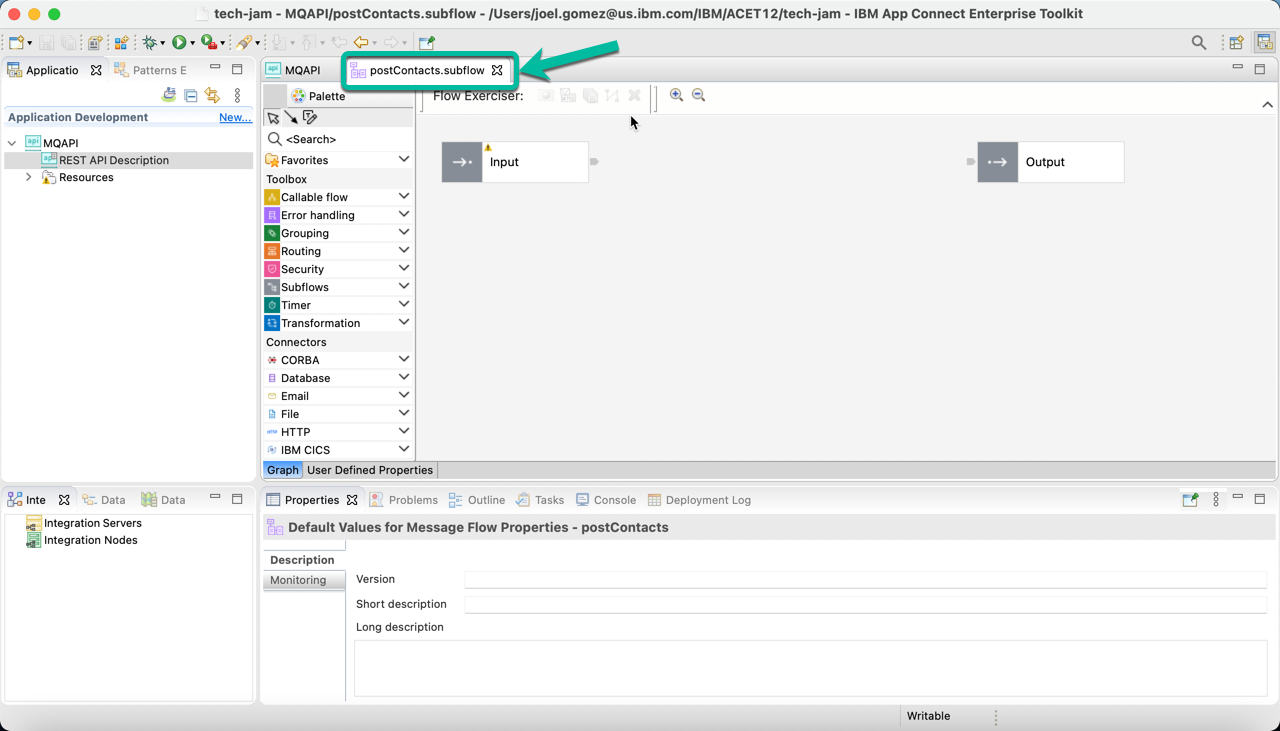 tech-jam - MQAPI/postContacts.subflow - /Users/joel.gomez@us.ibm.com/IBM/ACET12/tech-jam - IBM App Connect Enterprise Toolkit
Applicatio
Patterns E
Application Development
New...
api MQAPI
REST API Description
Resources
api MQAPI
postContacts.subflow
Palette
<Search>
Favorites
Toolbox
Callable flow
Error handling
Grouping
Routing
Security
Subflows
Timer
Transformation
Connectors
CORBA
Database
Email
File
HTTP
IBM CICS
Flow Exerciser:
Input
Output
Graph
User Defined Properties
Inte
Data
Data
Integration Servers
Integration Nodes
Properties
Problems
Outline
Tasks
Console
Deployment Log
Default Values for Message Flow Properties - postContacts
Description
Monitoring
Version
Short description
Long description
Writable